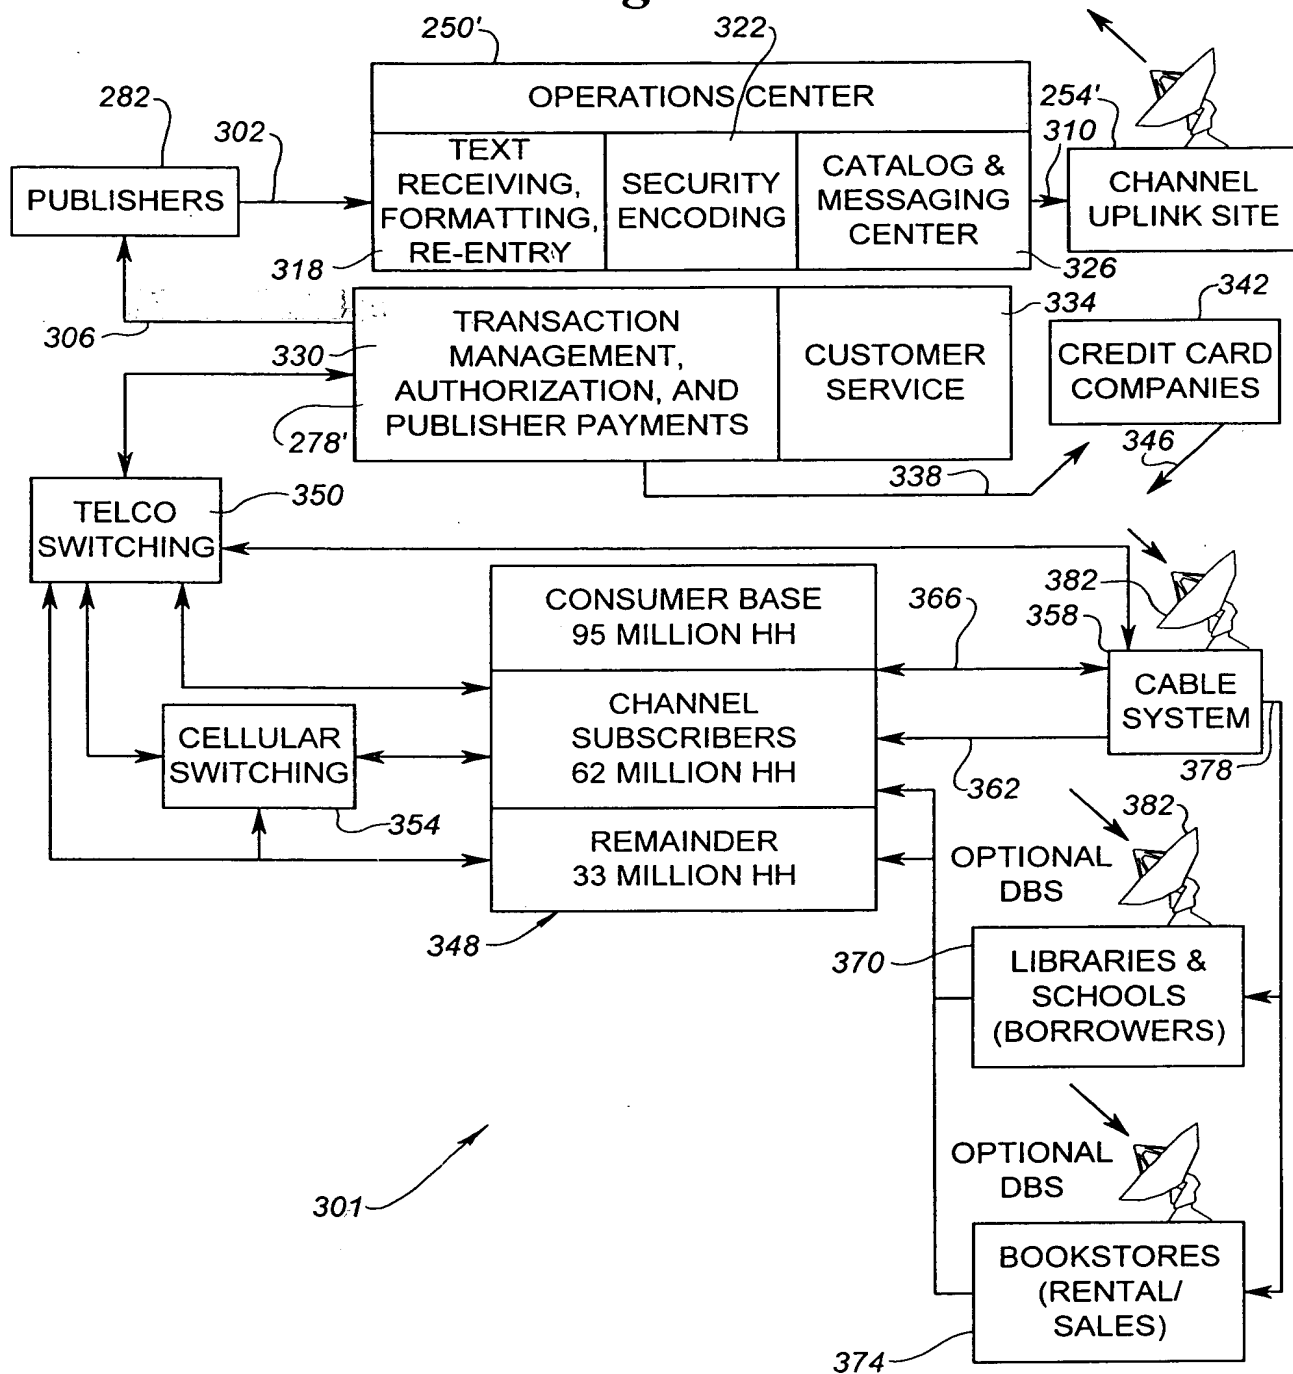 g
250'
322
282
302
OPERATIONS CENTER
254'
310
PUBLISHERS
TEXT
RECEIVING,
FORMATTING,
RE-ENTRY
SECURITY
ENCODING
CATALOG &
MESSAGING
CENTER
CHANNEL
UPLINK SITE
318
326
306
330
TRANSACTION
MANAGEMENT,
AUTHORIZATION, AND
PUBLISHER PAYMENTS
278'
CUSTOMER
SERVICE
334
342
CREDIT CARD
COMPANIES
346
338
TELCO
SWITCHING
350
CONSUMER BASE
95 MILLION HH
366
382
358
CABLE
SYSTEM
CHANNEL
SUBSCRIBERS
62 MILLION HH
CELLULAR
SWITCHING
362
378
354
REMAINDER
33 MILLION HH
382
OPTIONAL
DBS
348
370
LIBRARIES &
SCHOOLS
(BORROWERS)
301
OPTIONAL
DBS
BOOKSTORES
(RENTAL/
SALES)
374